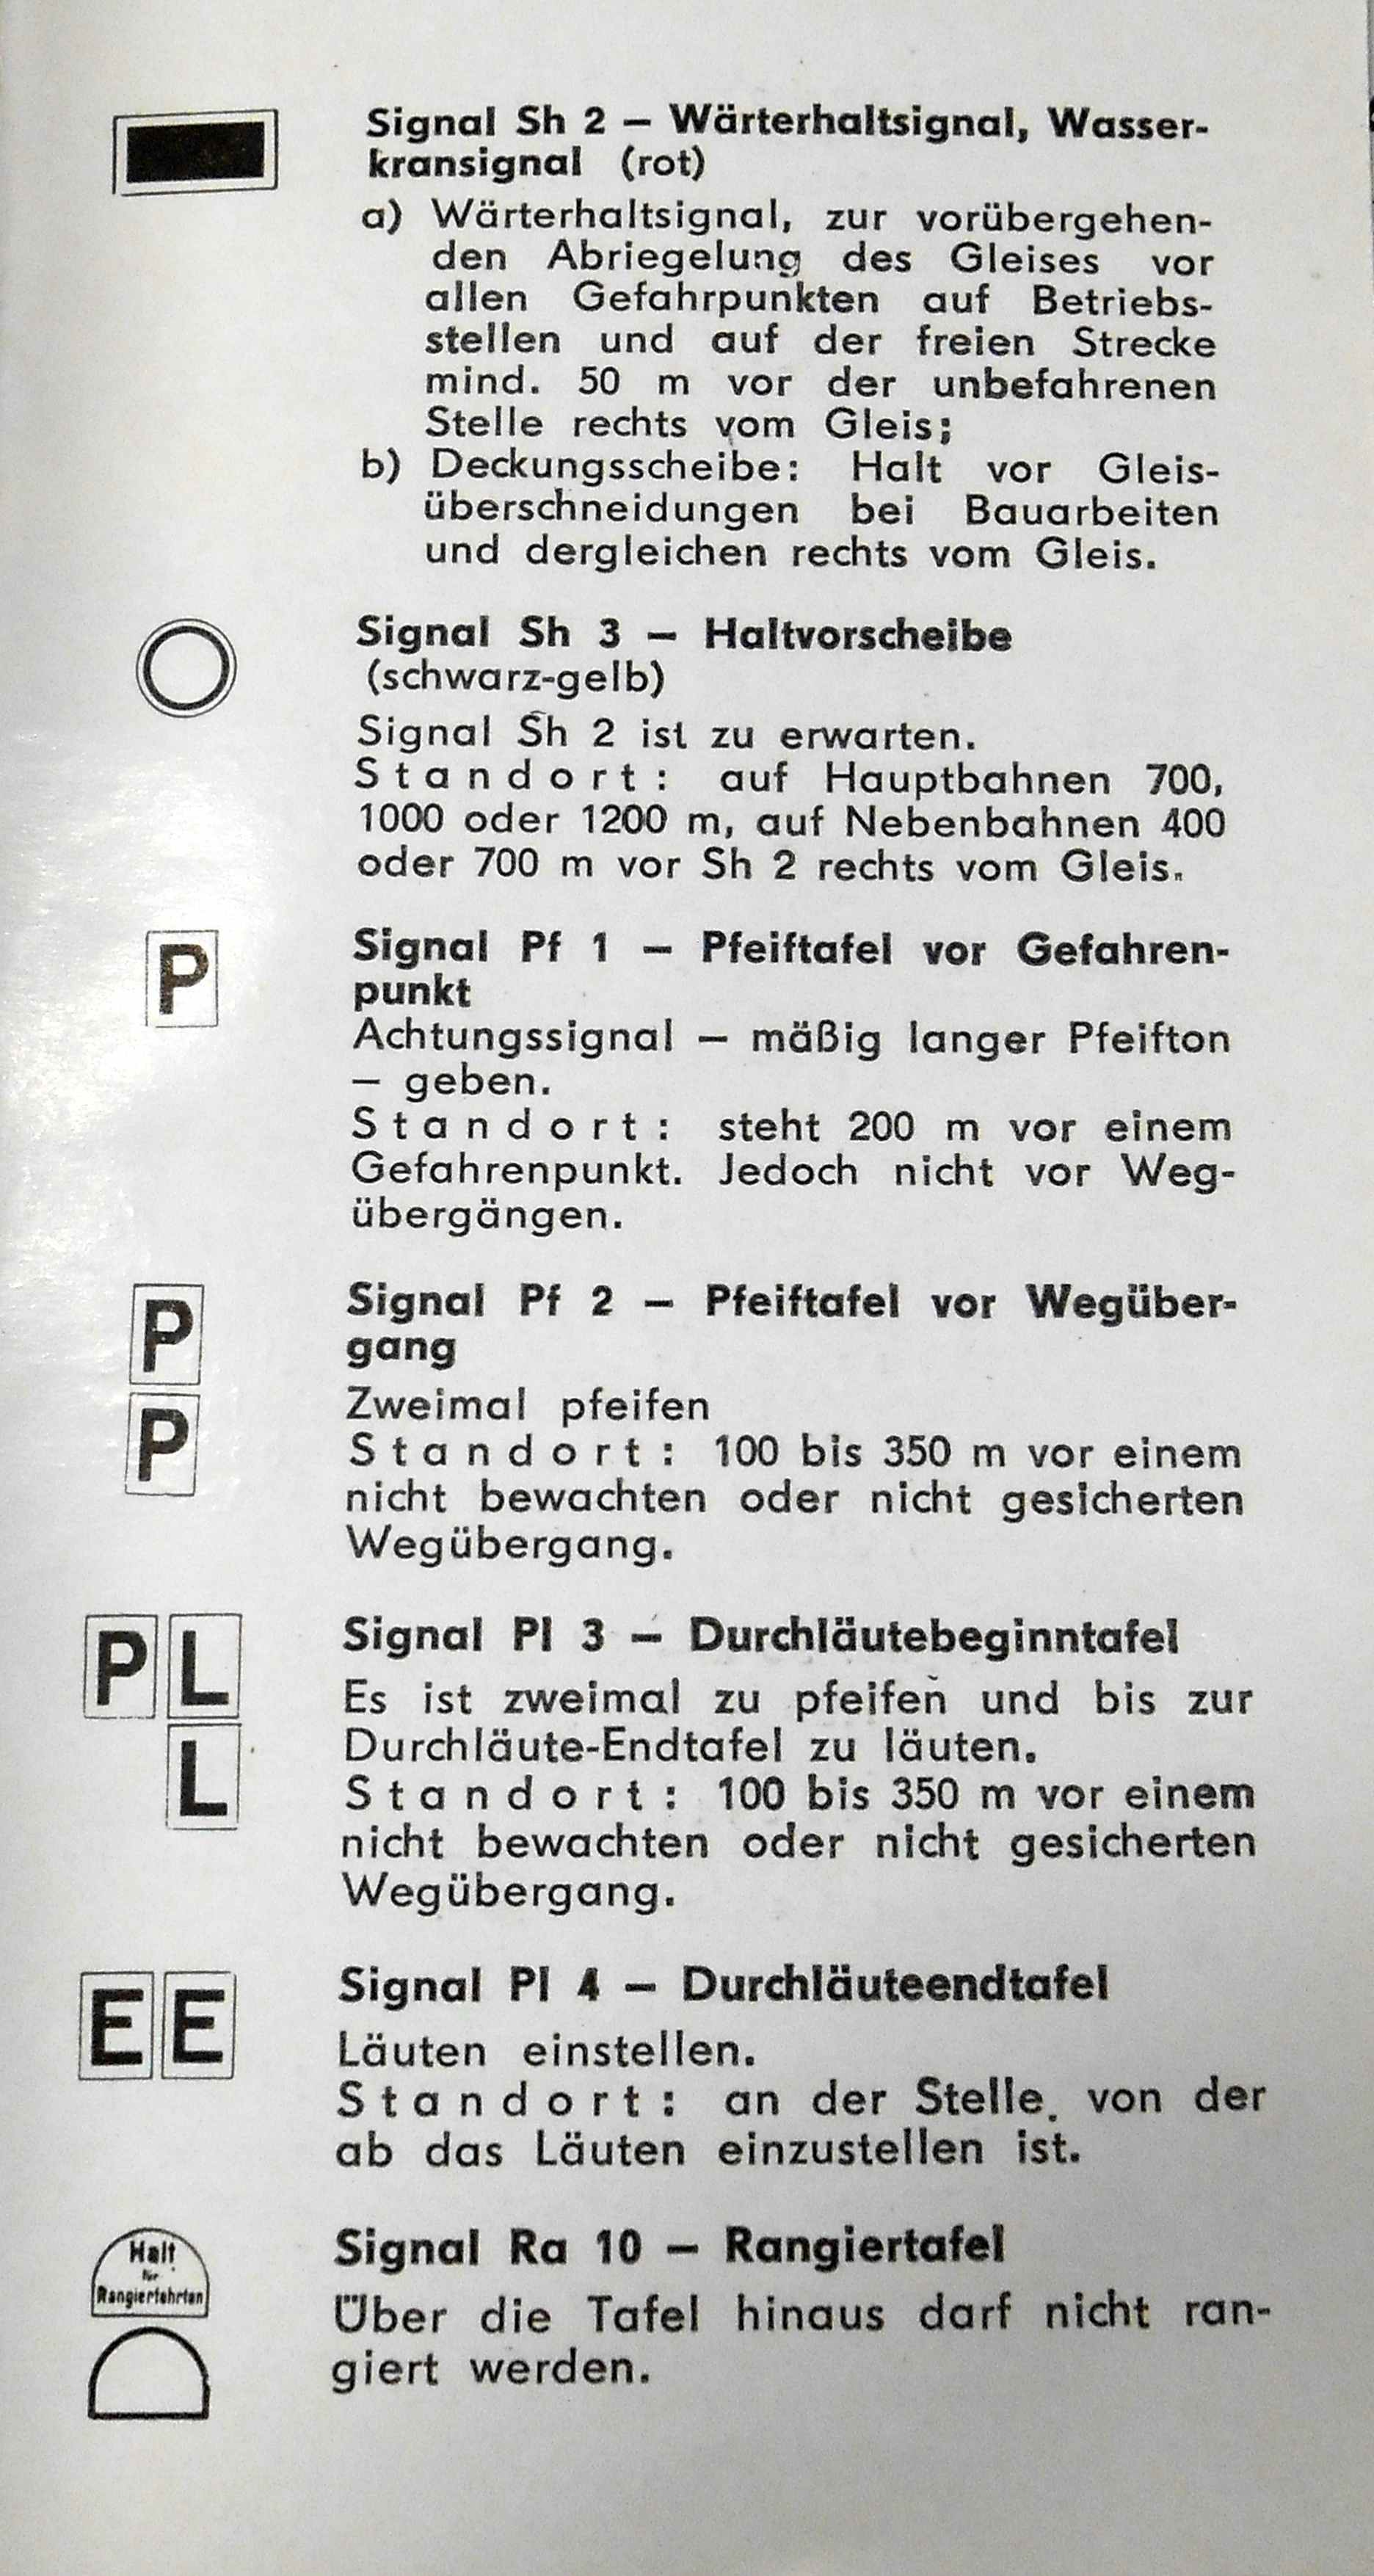 Signal Sh 2 – Wärterhaltsignal, Wasser-
kransignal (rot)
a) Wärterhaltsignal, zur vorübergehen-
den Abriegelung des Gleises vor
allen Gefahrpunkten auf Betriebs-
stellen und auf der freien Strecke
mind. 50 m vor der unbefahrenen
Stelle rechts vom Gleis;
b) Deckungsscheibe: Halt vor Gleis-
überschneidungen bei Bauarbeiten
und dergleichen rechts vom Gleis.
Signal Sh 3 – Haltvorscheibe
(schwarz-gelb)
Signal Sh 2 ist zu erwarten.
Standort: auf Hauptbahnen 700,
1000 oder 1200 m, auf Nebenbahnen 400
oder 700 m vor Sh 2 rechts vom Gleis.
P
Signal Pf 1 – Pfeiftafel vor Gefahren-
punkt
Achtungssignal – mäßig langer Pfeifton
– geben.
Standort: steht 200 m vor einem
Gefahrenpunkt. Jedoch nicht vor Weg-
übergängen.
P
P
Signal Pf 2 – Pfeiftafel vor Wegüber-
gang
Zweimal pfeifen
Standort: 100 bis 350 m vor einem
nicht bewachten oder nicht gesicherten
Wegübergang.
P L
L
Signal Pl 3 – Durchläutebeginntafel
Es ist zweimal zu pfeifen und bis zur
Durchläute-Endtafel zu läuten.
Standort: 100 bis 350 m vor einem
nicht bewachten oder nicht gesicherten
Wegübergang.
E E
Signal Pl 4 – Durchläuteendtafel
Läuten einstellen.
Standort: an der Stelle, von der
ab das Läuten einzustellen ist.
Halt
für
Rangierfahrten
Signal Ra 10 – Rangiertafel
Über die Tafel hinaus darf nicht ran-
giert werden.